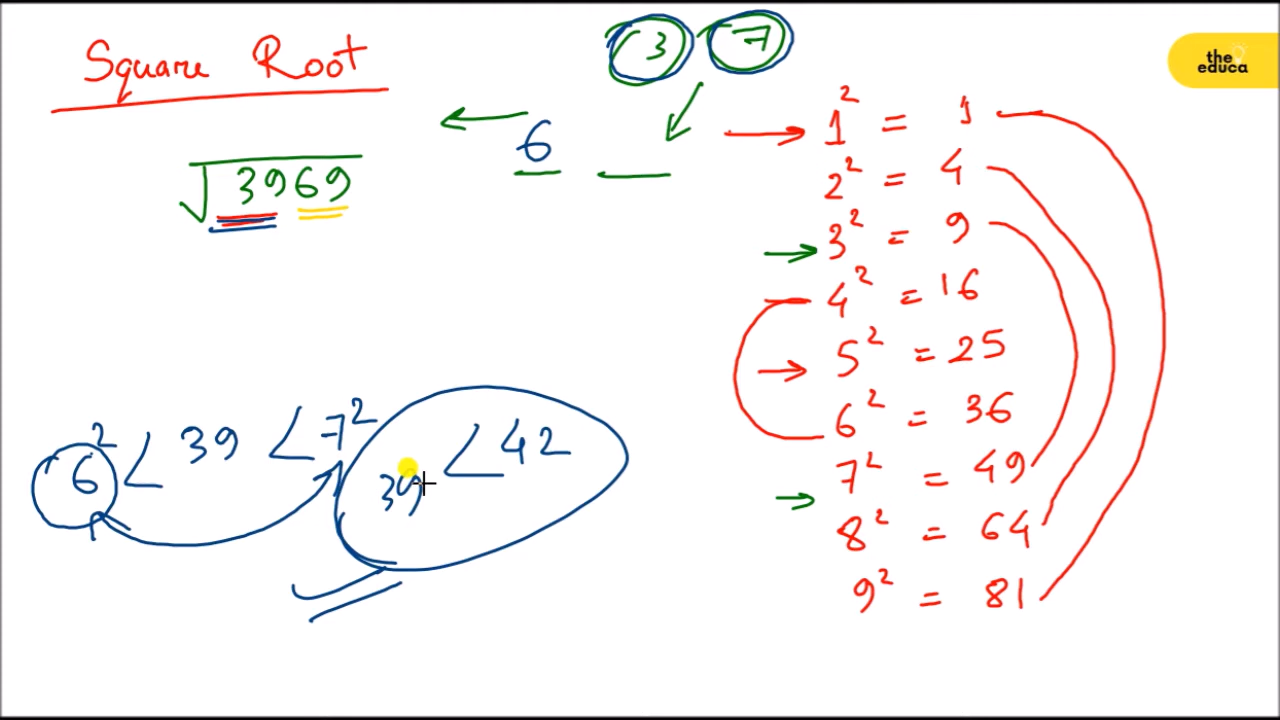 Square Root
3 7
the
educa
6
√3969
1² = 1
2² = 4
3² = 9
4² = 16
5² = 25
6² = 36
7² = 49
8² = 64
9² = 81
6² < 39 < 7²
39 < 42